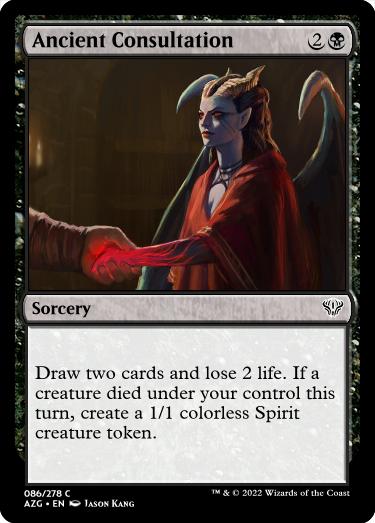 Ancient Consultation 2
Sorcery
Draw two cards and lose 2 life. If a
creature died under your control this
turn, create a 1/1 colorless Spirit
creature token.
086/278 C
AZG • EN Jason Kang
™ & © 2022 Wizards of the Coast